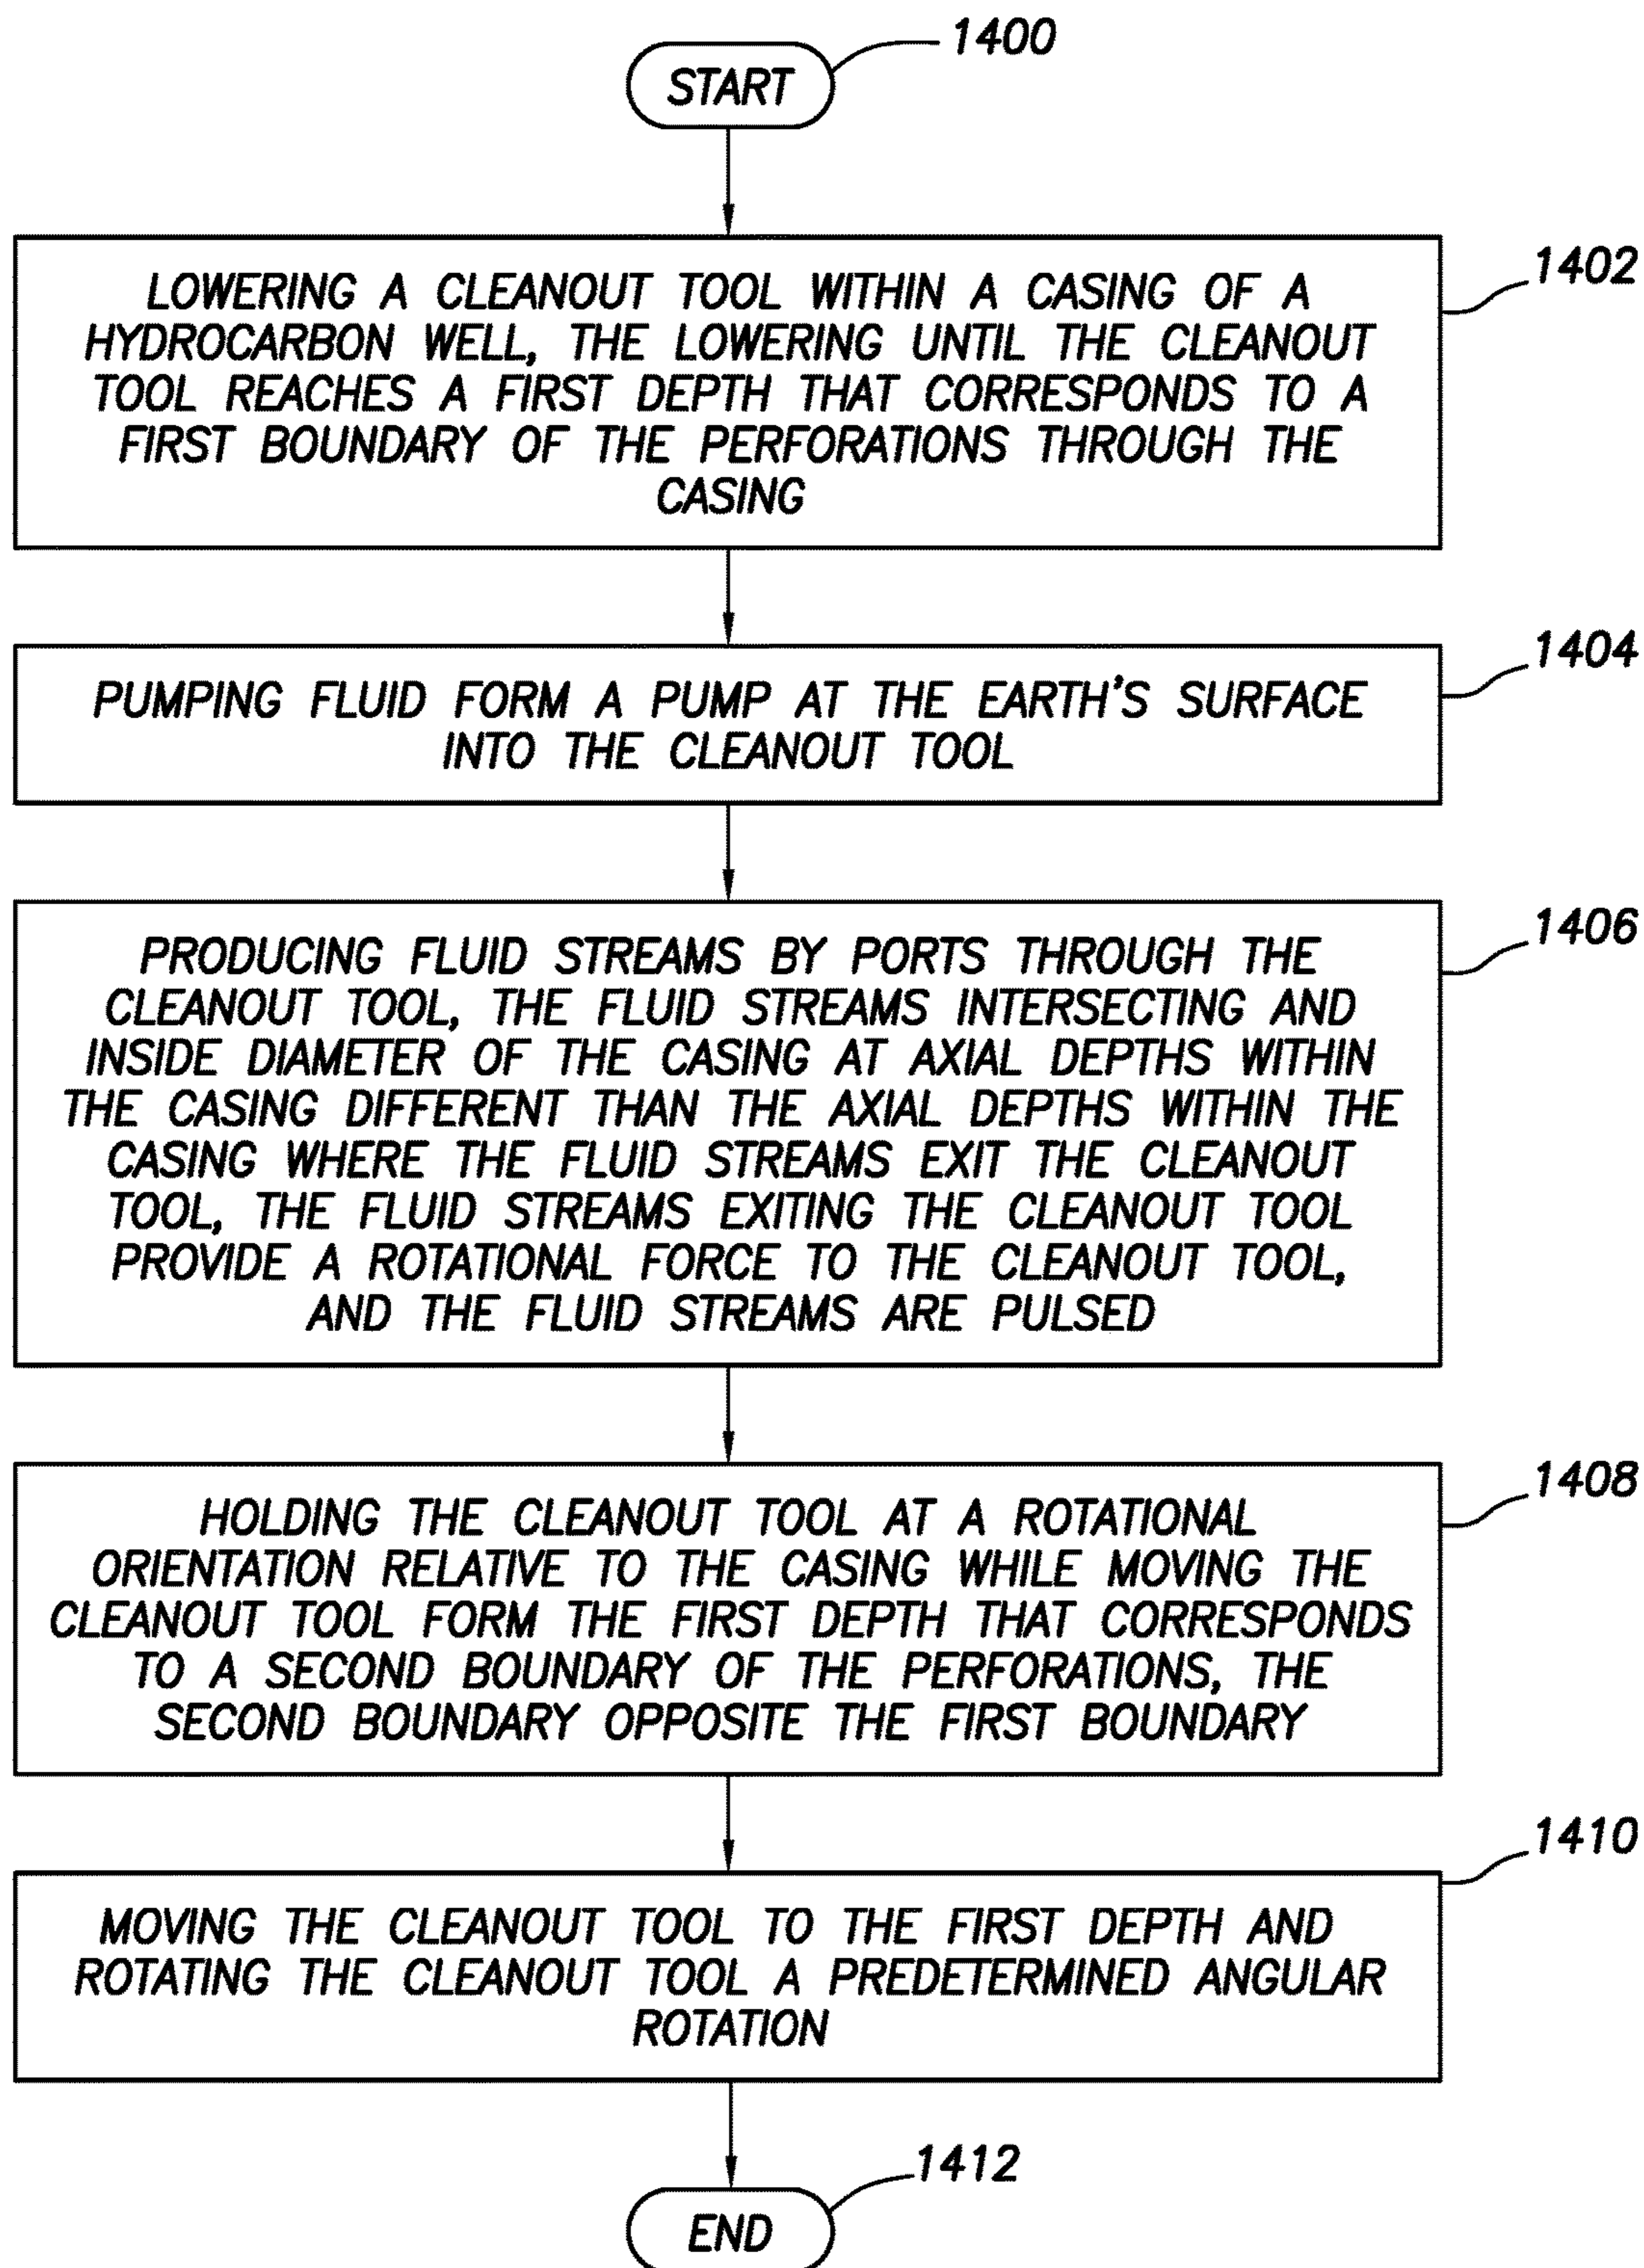 1400
START
1402
LOWERING A CLEANOUT TOOL WITHIN A CASING OF A
HYDROCARBON WELL, THE LOWERING UNTIL THE CLEANOUT
TOOL REACHES A FIRST DEPTH THAT CORRESPONDS TO A
FIRST BOUNDARY OF THE PERFORATIONS THROUGH THE
CASING
1404
PUMPING FLUID FORM A PUMP AT THE EARTH'S SURFACE
INTO THE CLEANOUT TOOL
1406
PRODUCING FLUID STREAMS BY PORTS THROUGH THE
CLEANOUT TOOL, THE FLUID STREAMS INTERSECTING AND
INSIDE DIAMETER OF THE CASING AT AXIAL DEPTHS WITHIN
THE CASING DIFFERENT THAN THE AXIAL DEPTHS WITHIN THE
CASING WHERE THE FLUID STREAMS EXIT THE CLEANOUT
TOOL, THE FLUID STREAMS EXITING THE CLEANOUT TOOL
PROVIDE A ROTATIONAL FORCE TO THE CLEANOUT TOOL,
AND THE FLUID STREAMS ARE PULSED
1408
HOLDING THE CLEANOUT TOOL AT A ROTATIONAL
ORIENTATION RELATIVE TO THE CASING WHILE MOVING THE
CLEANOUT TOOL FORM THE FIRST DEPTH THAT CORRESPONDS
TO A SECOND BOUNDARY OF THE PERFORATIONS, THE
SECOND BOUNDARY OPPOSITE THE FIRST BOUNDARY
1410
MOVING THE CLEANOUT TOOL TO THE FIRST DEPTH AND
ROTATING THE CLEANOUT TOOL A PREDETERMINED ANGULAR
ROTATION
1412
END